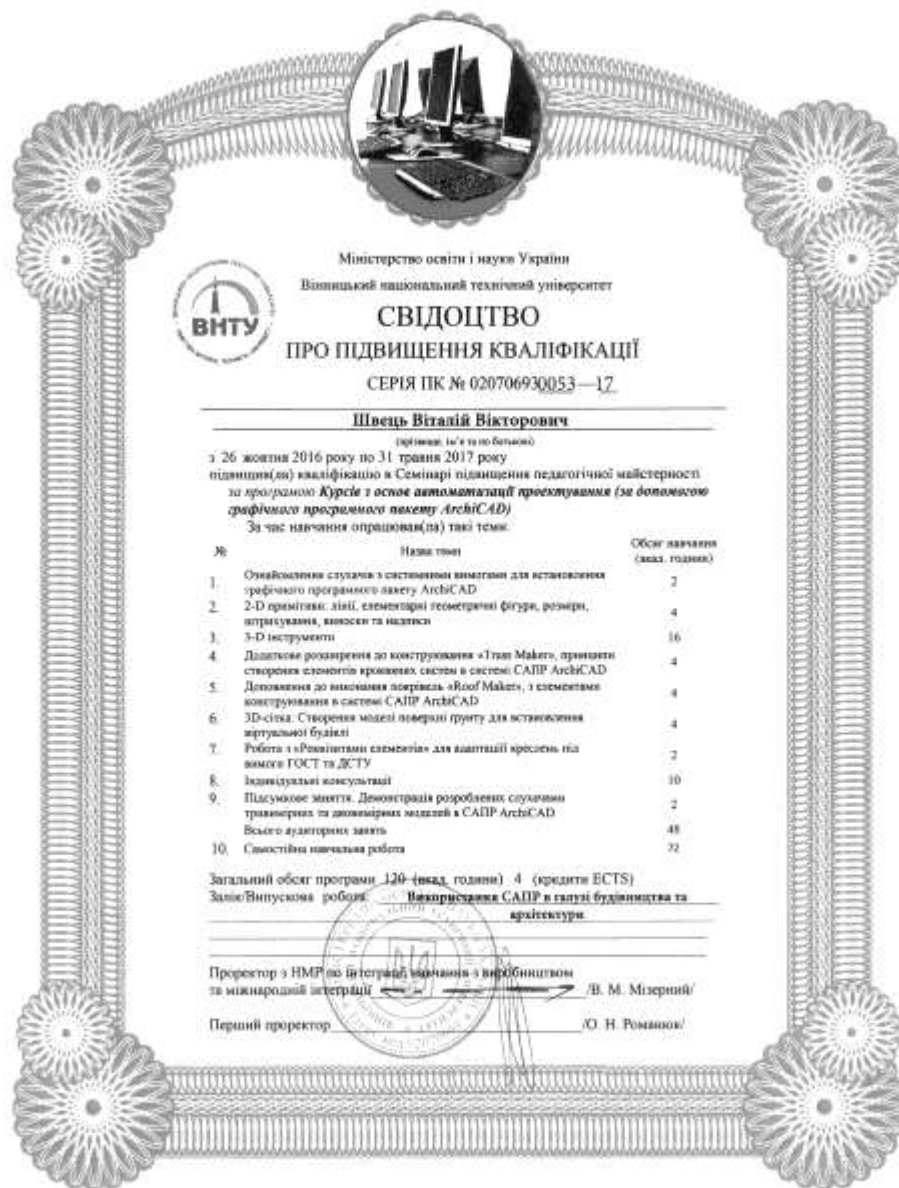 Міністерство освіти і науки України
Вінницький національний технічний університет
ВНТУ
СВІДОЦТВО
ПРО ПІДВИЩЕННЯ КВАЛІФІКАЦІЇ
СЕРІЯ ПК № 020706930053—17
Швець Віталій Вікторович
(прізвище, ім'я та по батькові)
з 26 жовтня 2016 року по 31 травня 2017 року
підвищив(ла) кваліфікацію в Семінарі підвищення педагогічної майстерності
за програмою Курсів з основ автоматизації проектування (за допомогою
графічного програмного пакету ArchiCAD)
За час навчання опрацював(ла) такі теми:
№ Назва теми Обсяг навчання
(акад. години)
1. Ознайомлення слухачів з системними вимогами для встановлення
графічного програмного пакету ArchiCAD 2
2. 2-D примітиви: лінії, елементарні геометричні фігури, розміри,
штрихування, виноски та надписи 4
3. 3-D інструменти 16
4. Додаткове розширення до конструювання «Truss Maker», принципи
створення елементів кроквяних систем в системі САПР ArchiCAD 4
5. Доповнення до виконання покрівель «Roof Maker», з елементами
конструювання в системі САПР ArchiCAD 4
6. 3D-сітка. Створення моделі поверхні ґрунту для встановлення
віртуальної будівлі 4
7. Робота з «Реквізитами елементів» для адаптації креслень під
вимоги ГОСТ та ДСТУ 2
8. Індивідуальні консультації 10
9. Підсумкове заняття. Демонстрація розроблених слухачами
тривимірних та двовимірних моделей в САПР ArchiCAD 2
Всього аудиторних занять 48
10. Самостійна навчальна робота 72
Загальний обсяг програми 120 (акад. години) 4 (кредити ECTS)
Залік/Випускова робота Використання САПР в галузі будівництва та
архітектури
Проректор з НМР по інтеграції навчання з виробництвом
та міжнародній інтеграції /В. М. Мізерний/
Перший проректор /О. Н. Романюк/